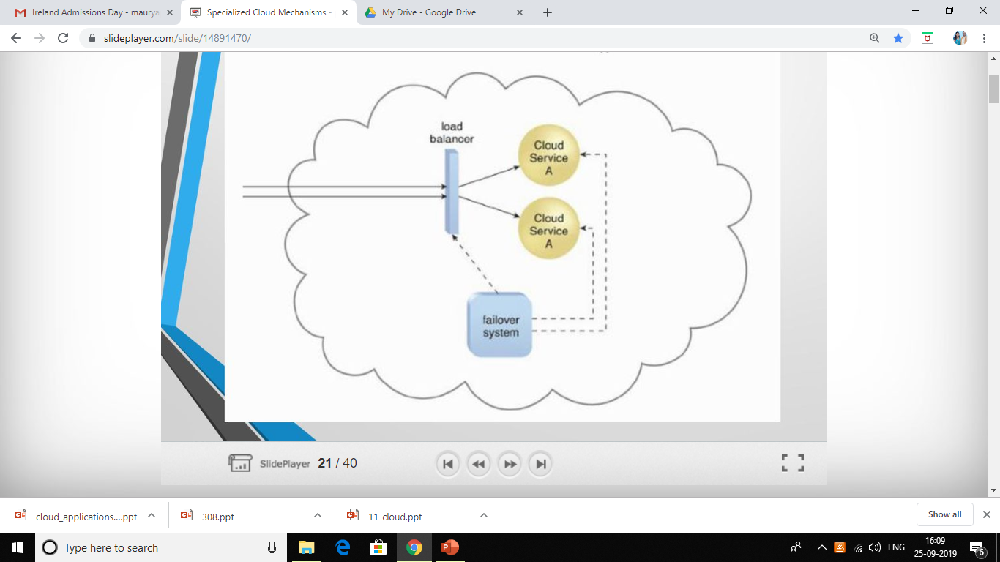 Ireland Admissions Day - maurya
Specialized Cloud Mechanisms -
My Drive - Google Drive
slideplayer.com/slide/14891470/
load
balancer
Cloud
Service
A
Cloud
Service
A
failover
system
SlidePlayer 21 / 40
cloud_applications....ppt
308.ppt
11-cloud.ppt
Show all
Type here to search
ENG
16:09
25-09-2019
6